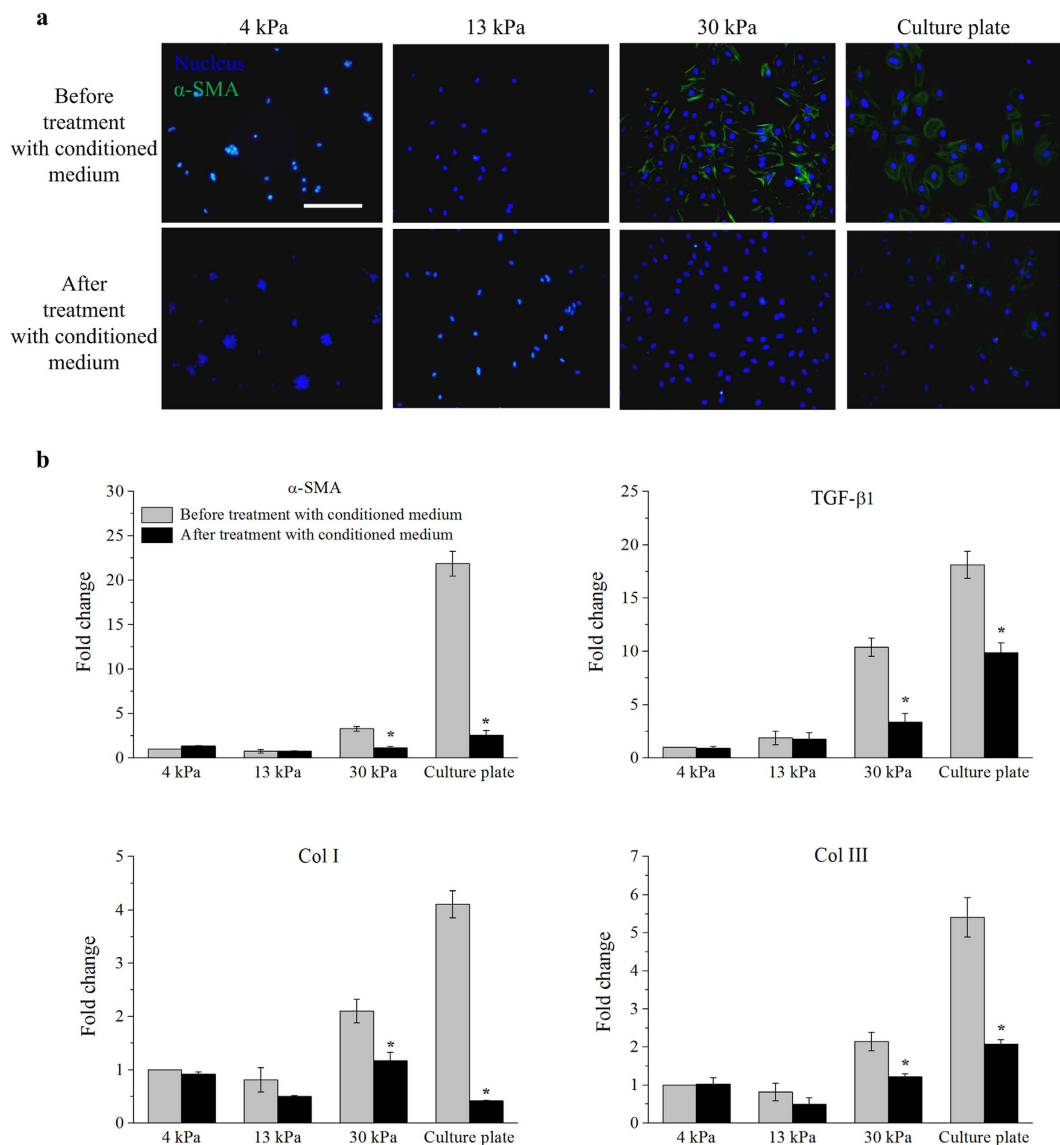 a
4 kPa
13 kPa
30 kPa
Culture plate
Nucleus
α-SMA
Before
treatment
with conditioned
medium
After
treatment
with conditioned
medium
b
α-SMA
Before treatment with conditioned medium
After treatment with conditioned medium
Fold change
30
25
20
15
10
5
0
*
*
4 kPa
13 kPa
30 kPa
Culture plate
TGF-β1
Fold change
25
20
15
10
5
0
*
*
4 kPa
13 kPa
30 kPa
Culture plate
Col I
Fold change
5
4
3
2
1
0
*
*
4 kPa
13 kPa
30 kPa
Culture plate
Col III
Fold change
7
6
5
4
3
2
1
0
*
*
4 kPa
13 kPa
30 kPa
Culture plate